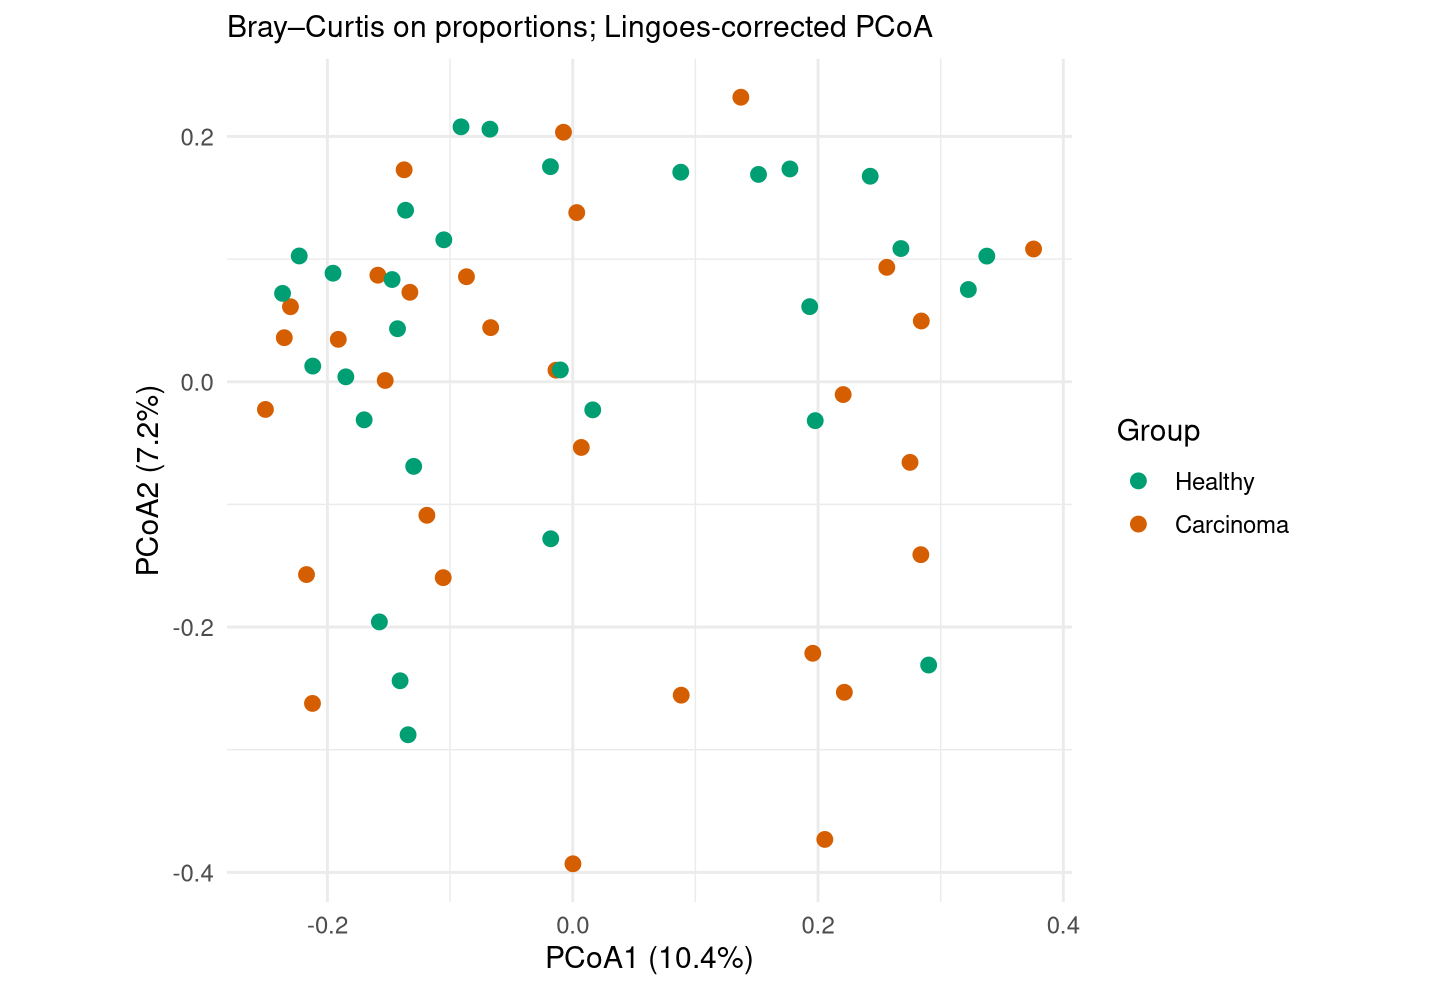 Bray–Curtis on proportions; Lingoes-corrected PCoA
0.2
0.0
-0.2
-0.4
PCoA2 (7.2%)
-0.2
0.0
0.2
0.4
PCoA1 (10.4%)
Group
Healthy
Carcinoma